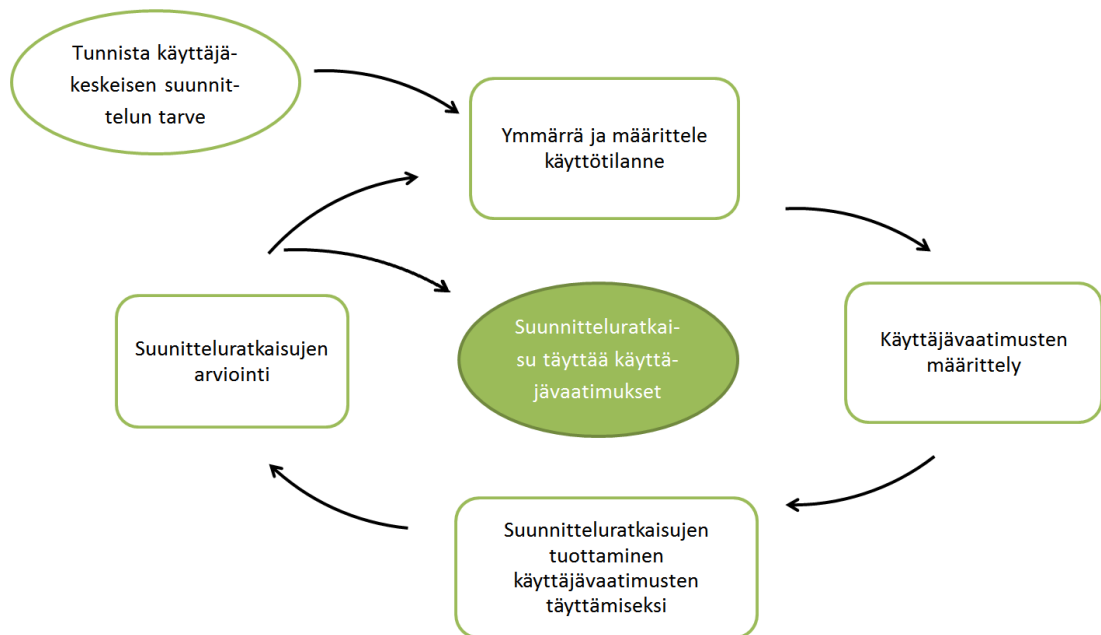 Tunnista käyttäjä-
keskeisen suunnit-
telun tarve
Ymmärrä ja määrittele
käyttötilanne
Käyttäjävaatimusten
määrittely
Suunnitteluratkaisujen
tuottaminen
käyttäjävaatimusten
täyttämiseksi
Suunitteluratkaisujen
arviointi
Suunnitteluratkai-
su täyttää käyttä-
jävaatimukset